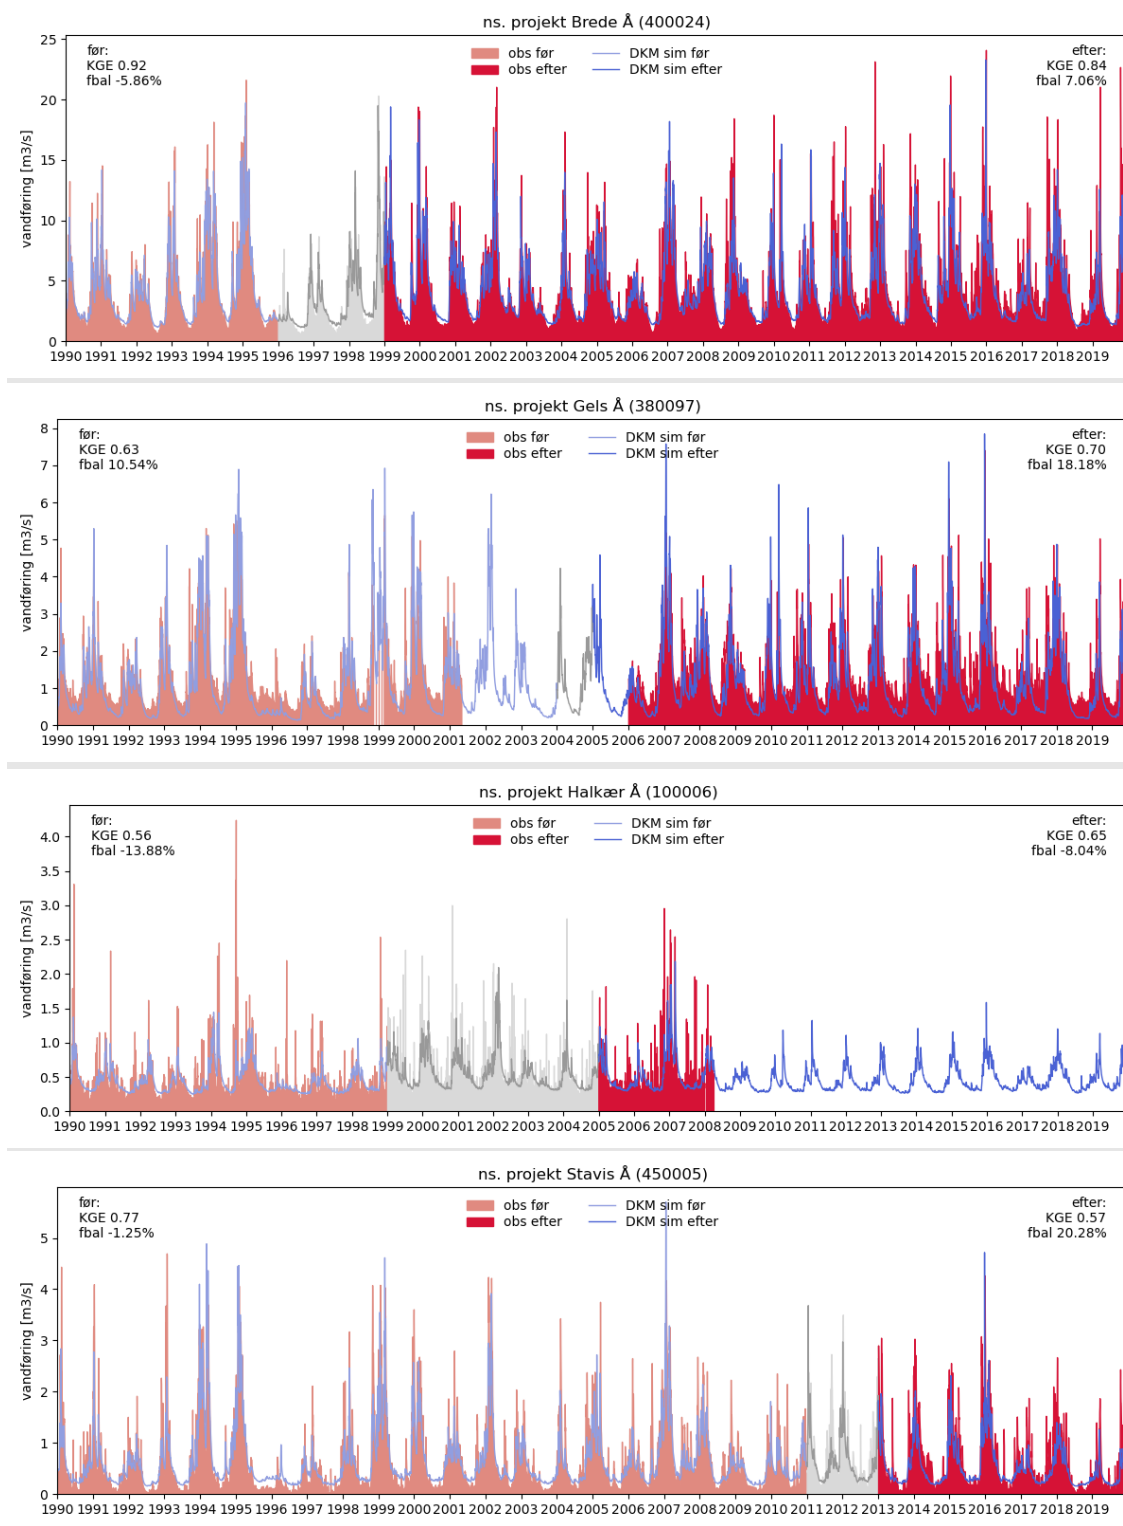 ns. projekt Brede Å (400024)
før:
KGE 0.92
fbal -5.86%
obs før
obs efter
DKM sim før
DKM sim efter
efter:
KGE 0.84
fbal 7.06%
vandføring [m3/s]
25
20
15
10
5
0
1990 1991 1992 1993 1994 1995 1996 1997 1998 1999 2000 2001 2002 2003 2004 2005 2006 2007 2008 2009 2010 2011 2012 2013 2014 2015 2016 2017 2018 2019
ns. projekt Gels Å (380097)
før:
KGE 0.63
fbal 10.54%
obs før
obs efter
DKM sim før
DKM sim efter
efter:
KGE 0.70
fbal 18.18%
vandføring [m3/s]
8
7
6
5
4
3
2
1
0
1990 1991 1992 1993 1994 1995 1996 1997 1998 1999 2000 2001 2002 2003 2004 2005 2006 2007 2008 2009 2010 2011 2012 2013 2014 2015 2016 2017 2018 2019
ns. projekt Halkær Å (100006)
før:
KGE 0.56
fbal -13.88%
obs før
obs efter
DKM sim før
DKM sim efter
efter:
KGE 0.65
fbal -8.04%
vandføring [m3/s]
4.0
3.5
3.0
2.5
2.0
1.5
1.0
0.5
0.0
1990 1991 1992 1993 1994 1995 1996 1997 1998 1999 2000 2001 2002 2003 2004 2005 2006 2007 2008 2009 2010 2011 2012 2013 2014 2015 2016 2017 2018 2019
ns. projekt Stavis Å (450005)
før:
KGE 0.77
fbal -1.25%
obs før
obs efter
DKM sim før
DKM sim efter
efter:
KGE 0.57
fbal 20.28%
vandføring [m3/s]
5
4
3
2
1
0
1990 1991 1992 1993 1994 1995 1996 1997 1998 1999 2000 2001 2002 2003 2004 2005 2006 2007 2008 2009 2010 2011 2012 2013 2014 2015 2016 2017 2018 2019